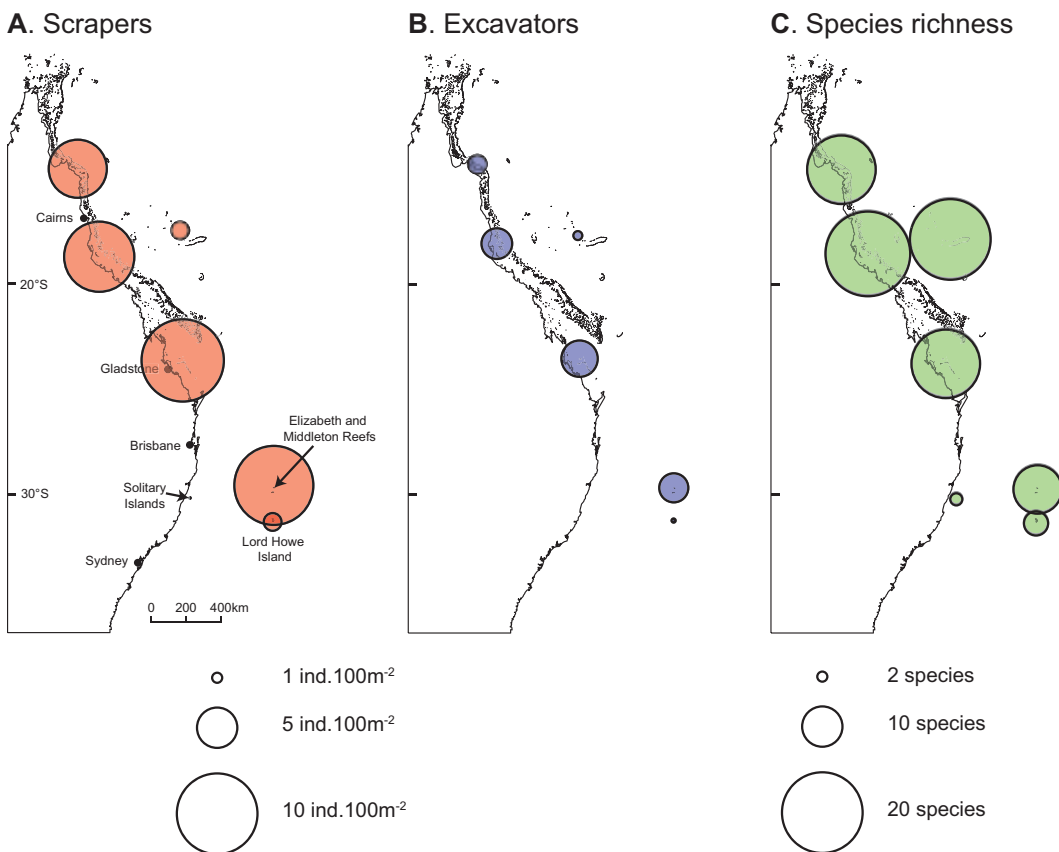 A. Scrapers
B. Excavators
C. Species richness
Cairns
20°S
Gladstone
Elizabeth and
Middleton Reefs
Brisbane
Solitary
Islands
30°S
Lord Howe
Island
Sydney
0 200 400km
1 ind.100m⁻²
2 species
5 ind.100m⁻²
10 species
10 ind.100m⁻²
20 species